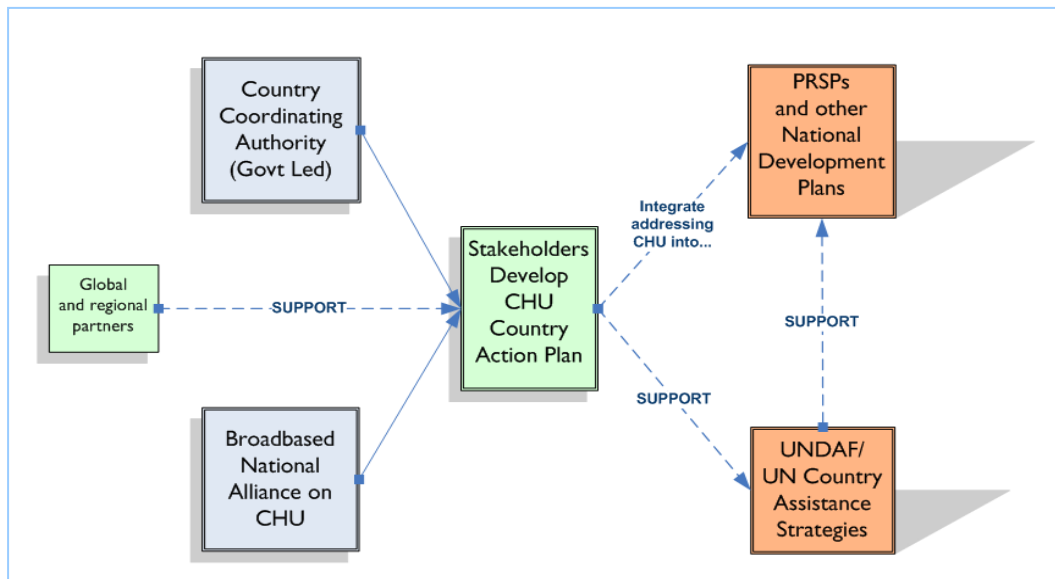 Country
Coordinating
Authority
(Govt Led)
PRSPs
and other
National
Development
Plans
Integrate
addressing
CHU into...
Global
and regional
partners
SUPPORT
Stakeholders
Develop
CHU
Country
Action Plan
SUPPORT
SUPPORT
Broadbased
National
Alliance on
CHU
UNDAF/
UN Country
Assistance
Strategies